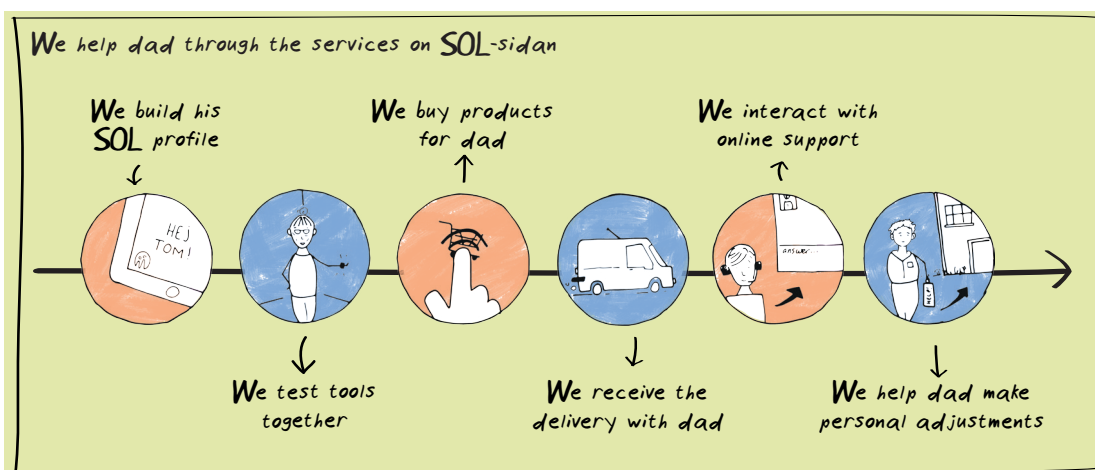 We help dad through the services on SOL-sidan
We build his
SOL profile
We buy products
for dad
We interact with
online support
HEJ
TOM!
answer...
HELP
We test tools
together
We receive the
delivery with dad
We help dad make
personal adjustments